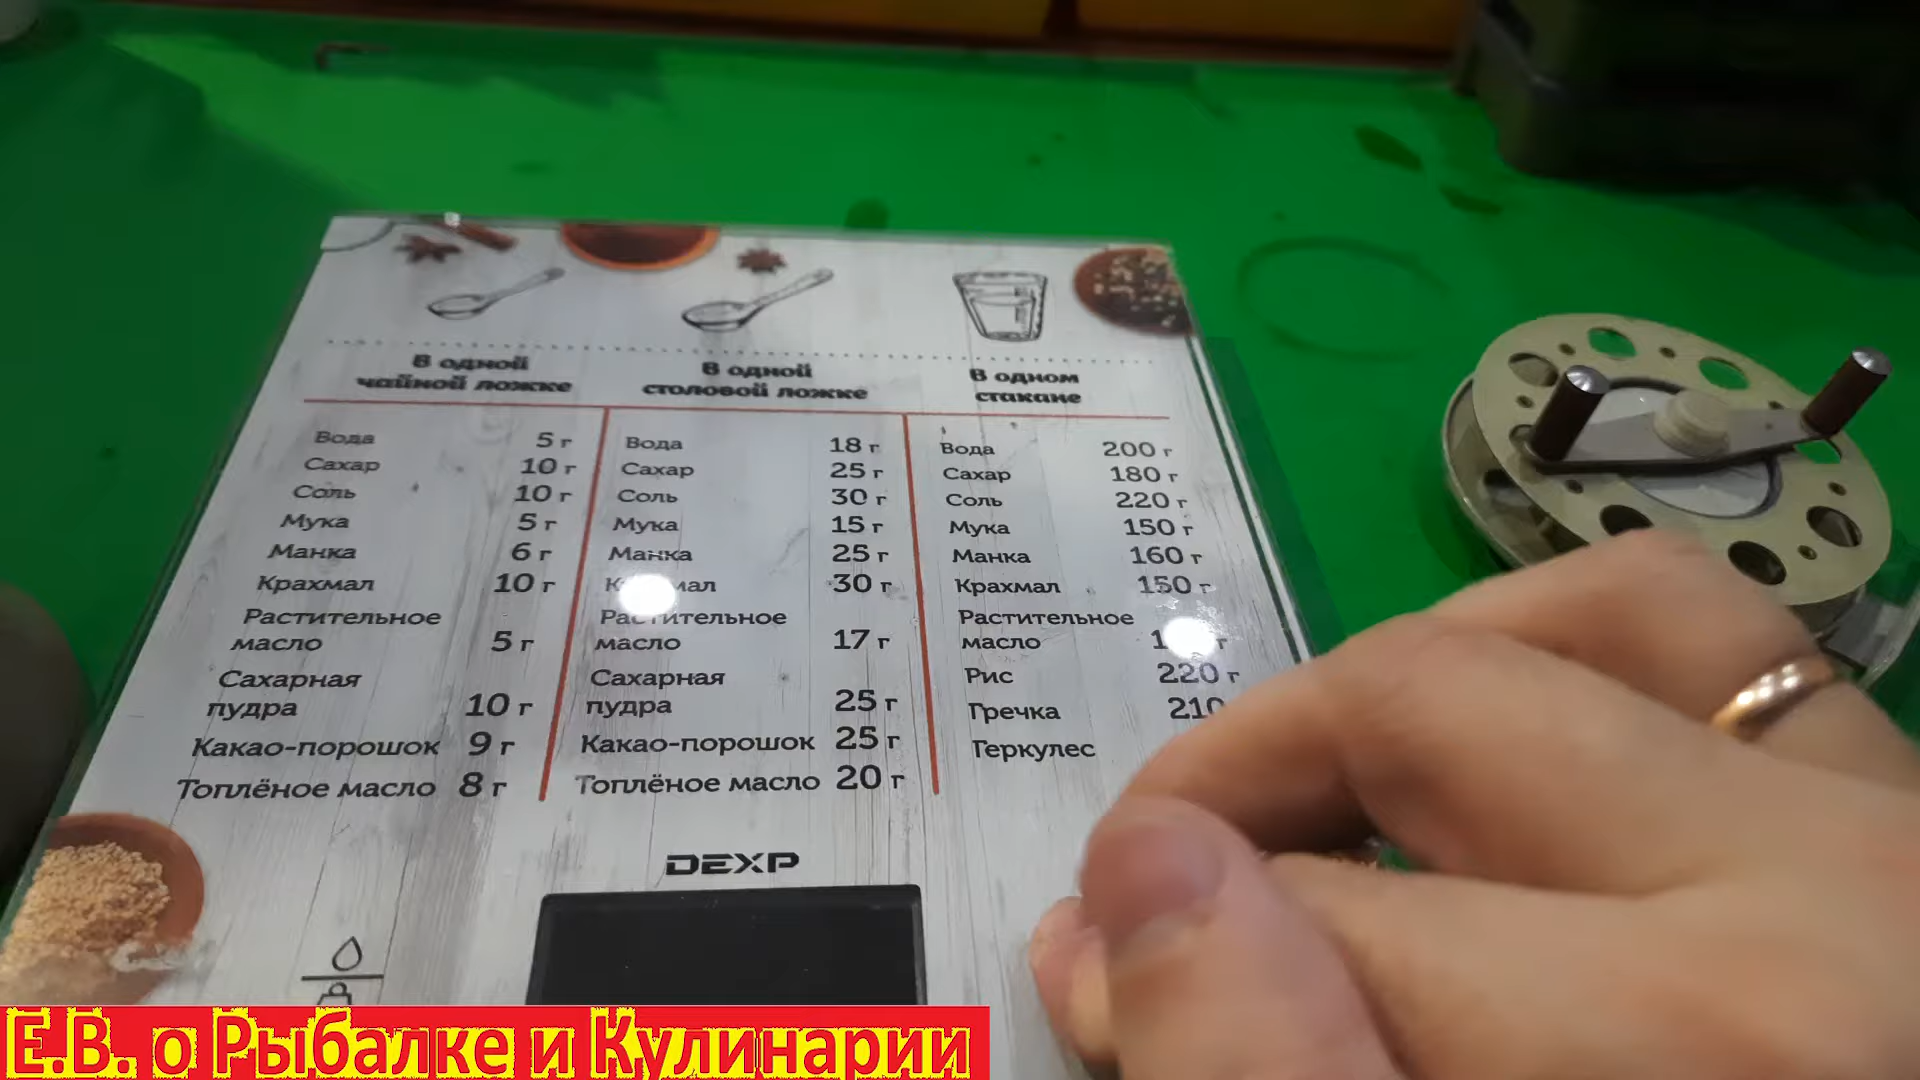 В одной
чайной ложке
Вода 5 г
Сахар 10 г
Соль 10 г
Мука 5 г
Манка 6 г
Крахмал 10 г
Растительное
масло 5 г
Сахарная
пудра 10 г
Какао-порошок 9 г
Топлёное масло 8 г
В одной
столовой ложке
Вода 18 г
Сахар 25 г
Соль 30 г
Мука 15 г
Манка 25 г
30 г
Растительное
масло 17 г
Сахарная
пудра 25 г
Какао-порошок 25 г
Топлёное масло 20 г
В одном
стакане
Вода 200 г
Сахар 180 г
Соль 220 г
Мука 150 г
Манка 160 г
Крахмал 150 г
Растительное
масло
Рис 220 г
Гречка 210
Геркулес
DEXP
Е.В. о Рыбалке и Кулинарии